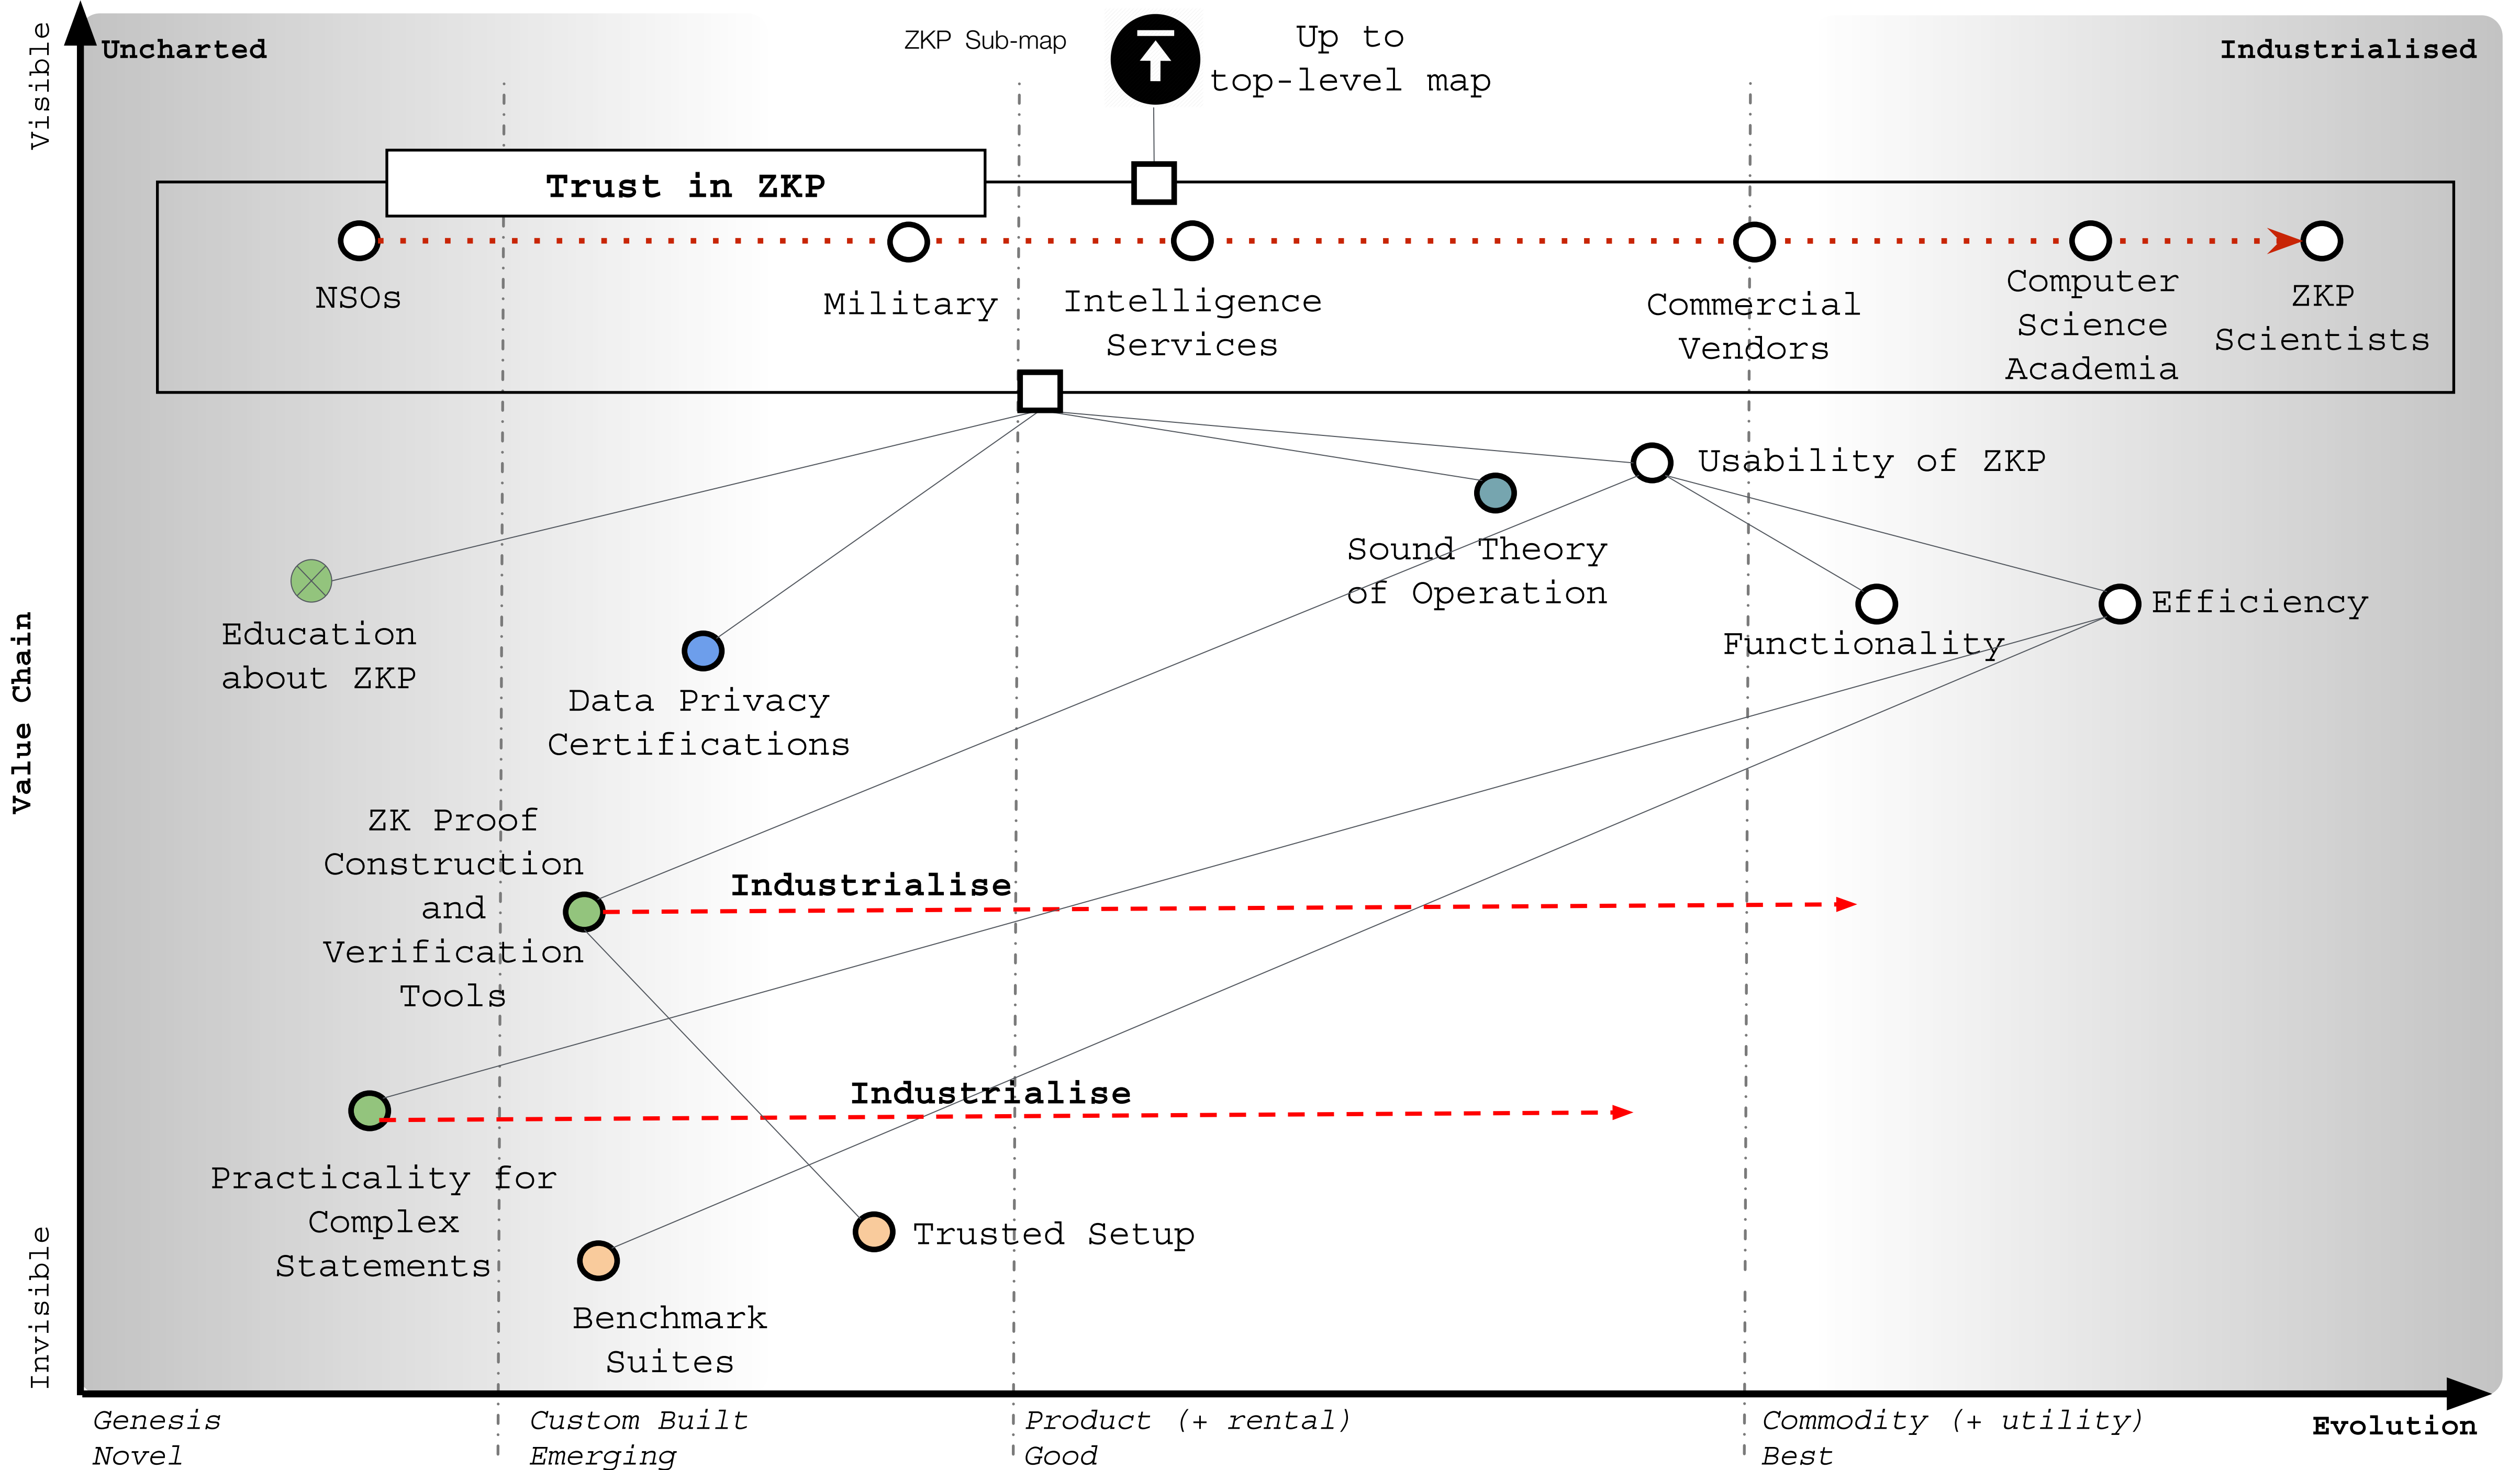 Visible
Uncharted
ZKP Sub-map
Up to
top-level map
Industrialised
Trust in ZKP
NSOs
Military
Intelligence
Services
Commercial
Vendors
Computer
Science
Academia
ZKP
Scientists
Usability of ZKP
Sound Theory
of Operation
Education
about ZKP
Functionality
Efficiency
Data Privacy
Certifications
Value Chain
ZK Proof
Construction
and
Verification
Tools
Industrialise
Industrialise
Practicality for
Complex
Statements
Trusted Setup
Benchmark
Suites
Invisible
Genesis
Novel
Custom Built
Emerging
Product (+ rental)
Good
Commodity (+ utility)
Best
Evolution